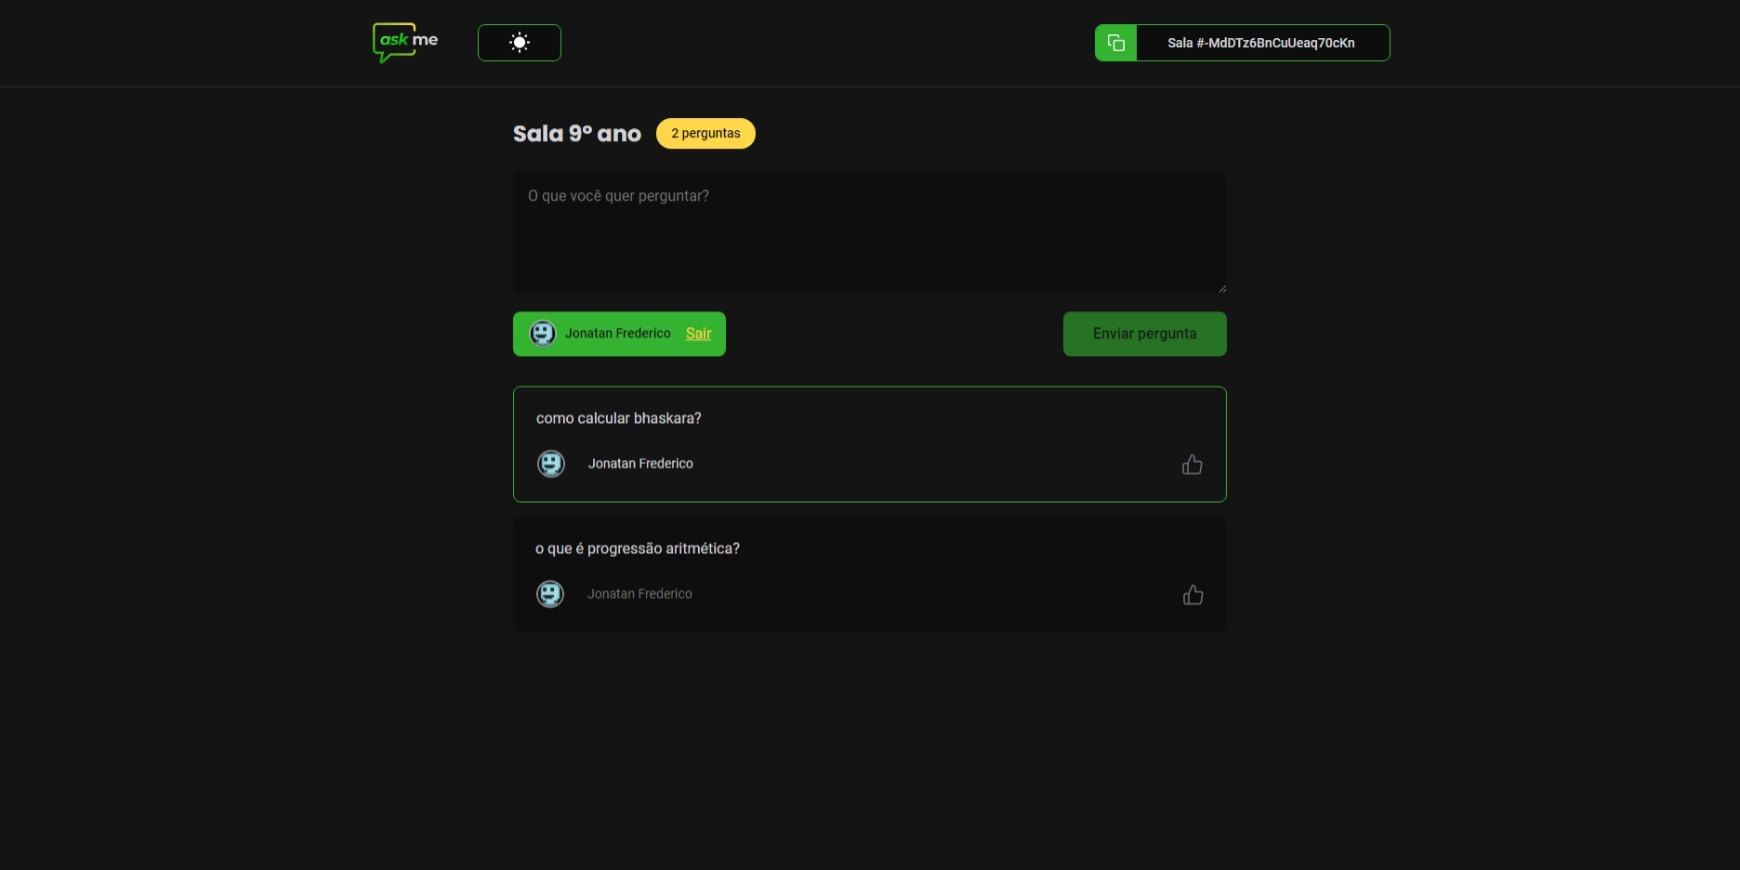 ask me
Sala #-MdDTz6BnCuUeaq70cKn
Sala 9º ano
2 perguntas
O que você quer perguntar?
Jonatan Frederico
Sair
Enviar pergunta
como calcular bhaskara?
Jonatan Frederico
o que é progressão aritmética?
Jonatan Frederico